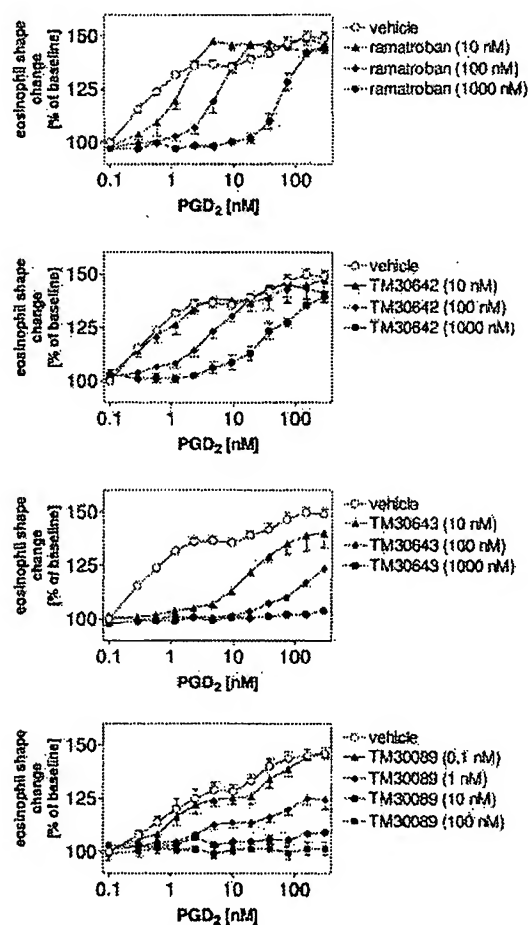 eosinophil shape
change
[% of baseline]
150
125
100
0.1
1
10
100
PGD₂ [nM]
vehicle
ramatroban (10 nM)
ramatroban (100 nM)
ramatroban (1000 nM)
eosinophil shape
change
[% of baseline]
150
125
100
0.1
1
10
100
PGD₂ [nM]
vehicle
TM30642 (10 nM)
TM30642 (100 nM)
TM30642 (1000 nM)
eosinophil shape
change
[% of baseline]
150
125
100
0.1
1
10
100
PGD₂ [nM]
vehicle
TM30643 (10 nM)
TM30643 (100 nM)
TM30643 (1000 nM)
eosinophil shape
change
[% of baseline]
150
125
100
0.1
1
10
100
PGD₂ [nM]
vehicle
TM30089 (0.1 nM)
TM30089 (1 nM)
TM30089 (10 nM)
TM30089 (100 nM)